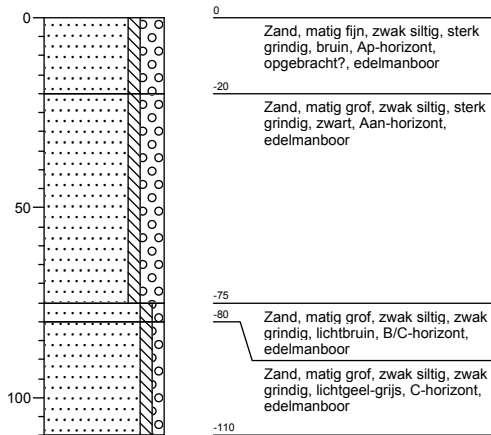 0
50
100
0
Zand, matig fijn, zwak siltig, sterk
grindig, bruin, Ap-horizont,
opgebracht?, edelmanboor
-20
Zand, matig grof, zwak siltig, sterk
grindig, zwart, Aan-horizont,
edelmanboor
-75
Zand, matig grof, zwak siltig, zwak
grindig, lichtbruin, B/C-horizont,
edelmanboor
-80
Zand, matig grof, zwak siltig, zwak
grindig, lichtgeel-grijs, C-horizont,
edelmanboor
-110